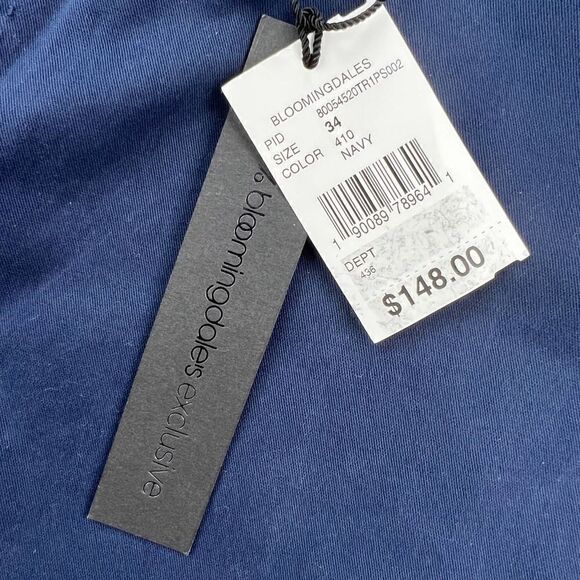 BLOOMINGDALES
PID 80054520TR1PS002
SIZE 34
COLOR 410
NAVY
1 90089 78964 1
DEPT
436
$148.00
bloomingdale's exclusive